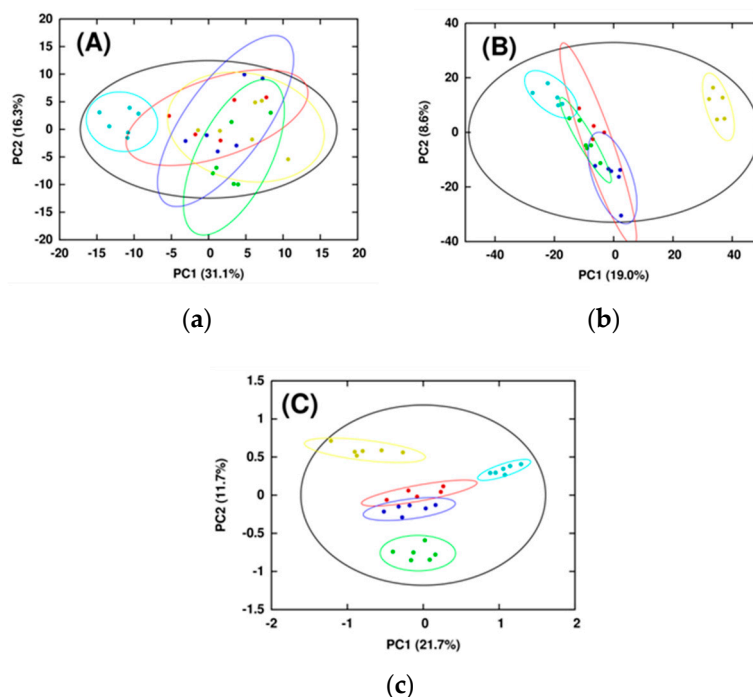 (A)
20
15
10
5
0
-5
-10
-15
-20
PC2 (16.3%)
-20 -15 -10 -5 0 5 10 15 20
PC1 (31.1%)
(a)
(B)
40
20
0
-20
-40
PC2 (8.6%)
-40 -20 0 20 40
PC1 (19.0%)
(b)
(C)
1.5
1
0.5
0
-0.5
-1
-1.5
PC2 (11.7%)
-2 -1 0 1 2
PC1 (21.7%)
(c)